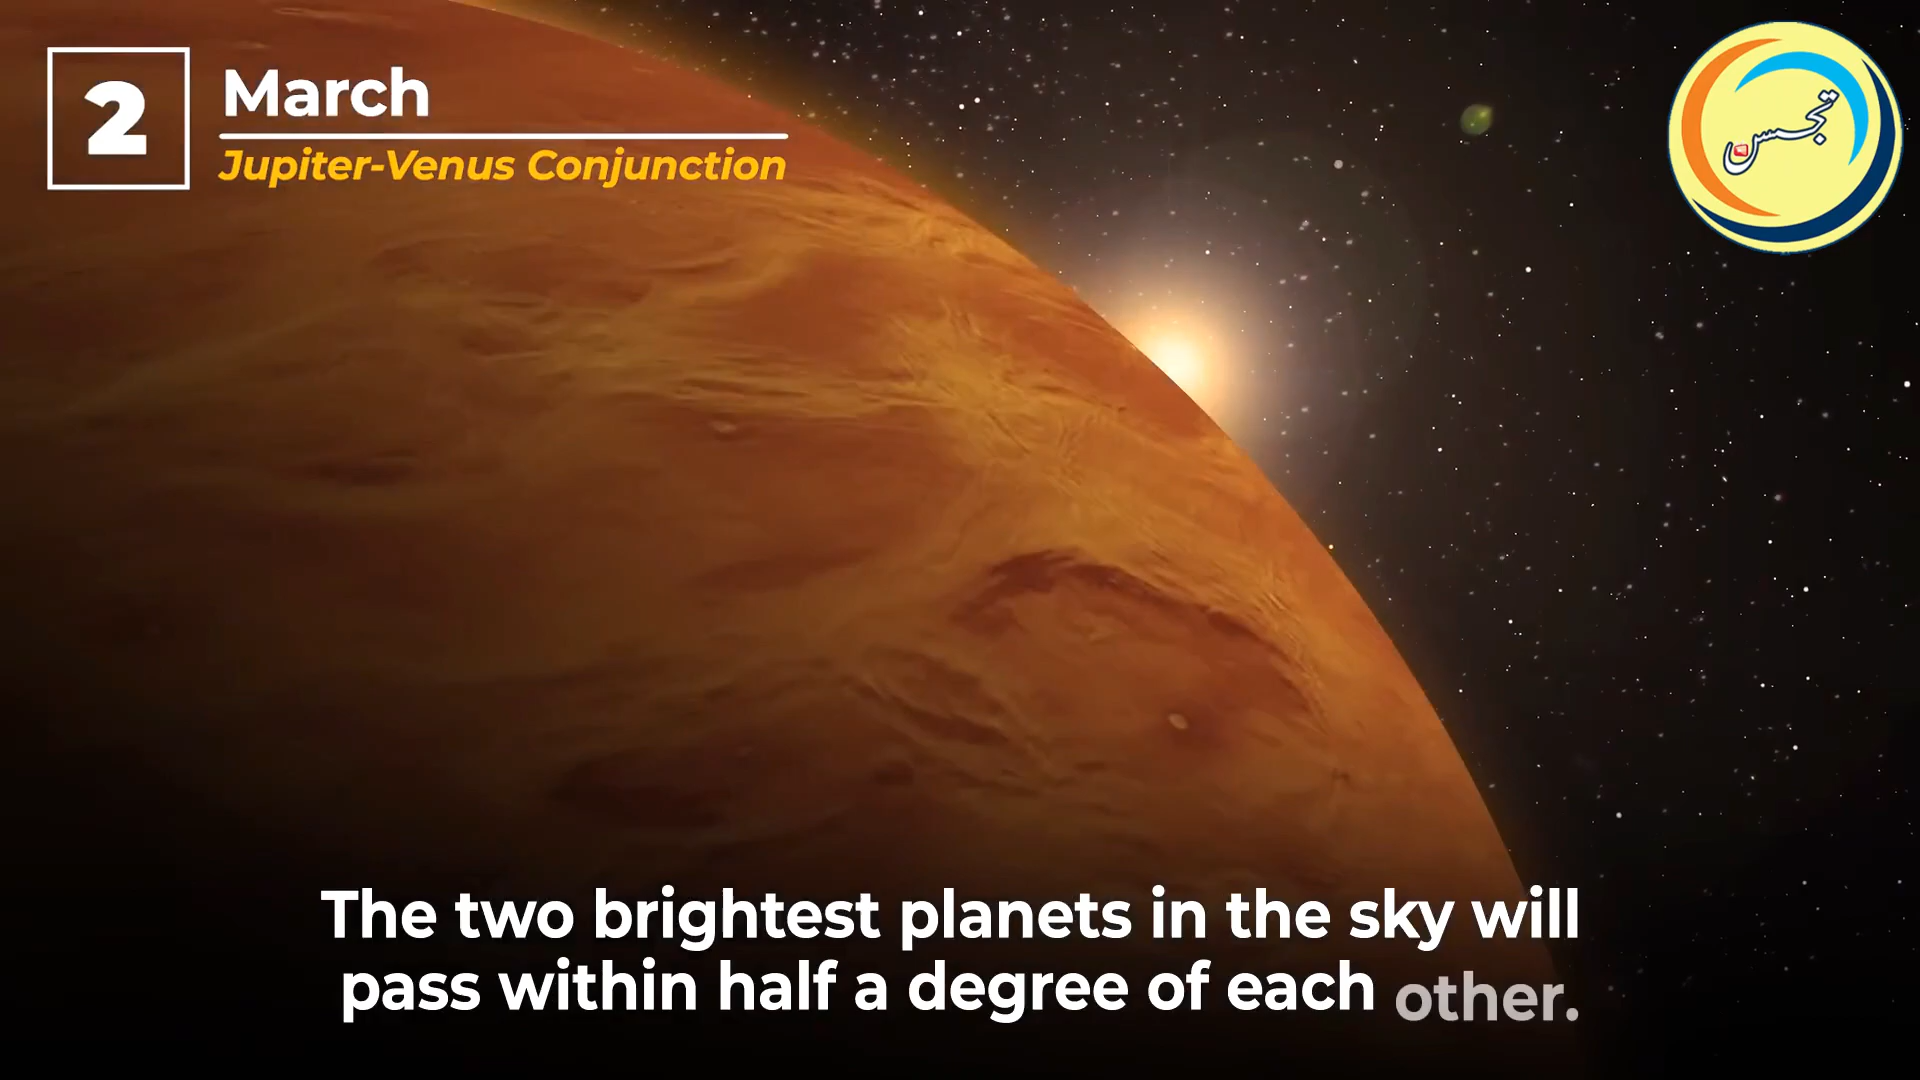 2
March
Jupiter-Venus Conjunction
تجسس
The two brightest planets in the sky will
pass within half a degree of each other.